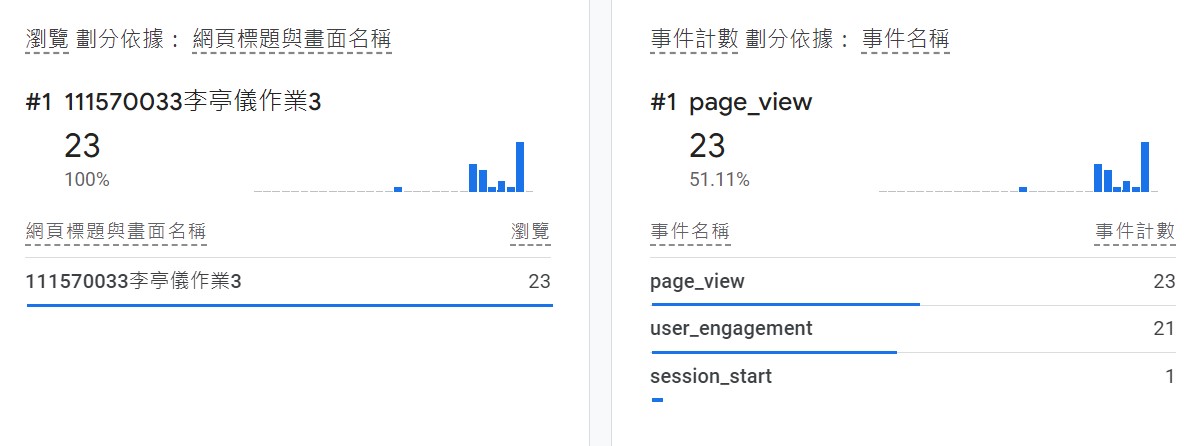 瀏覽 劃分依據： 網頁標題與畫面名稱
#1 111570033李亭儀作業3
23
100%
網頁標題與畫面名稱 瀏覽
111570033李亭儀作業3 23
事件計數 劃分依據： 事件名稱
#1 page_view
23
51.11%
事件名稱 事件計數
page_view 23
user_engagement 21
session_start 1